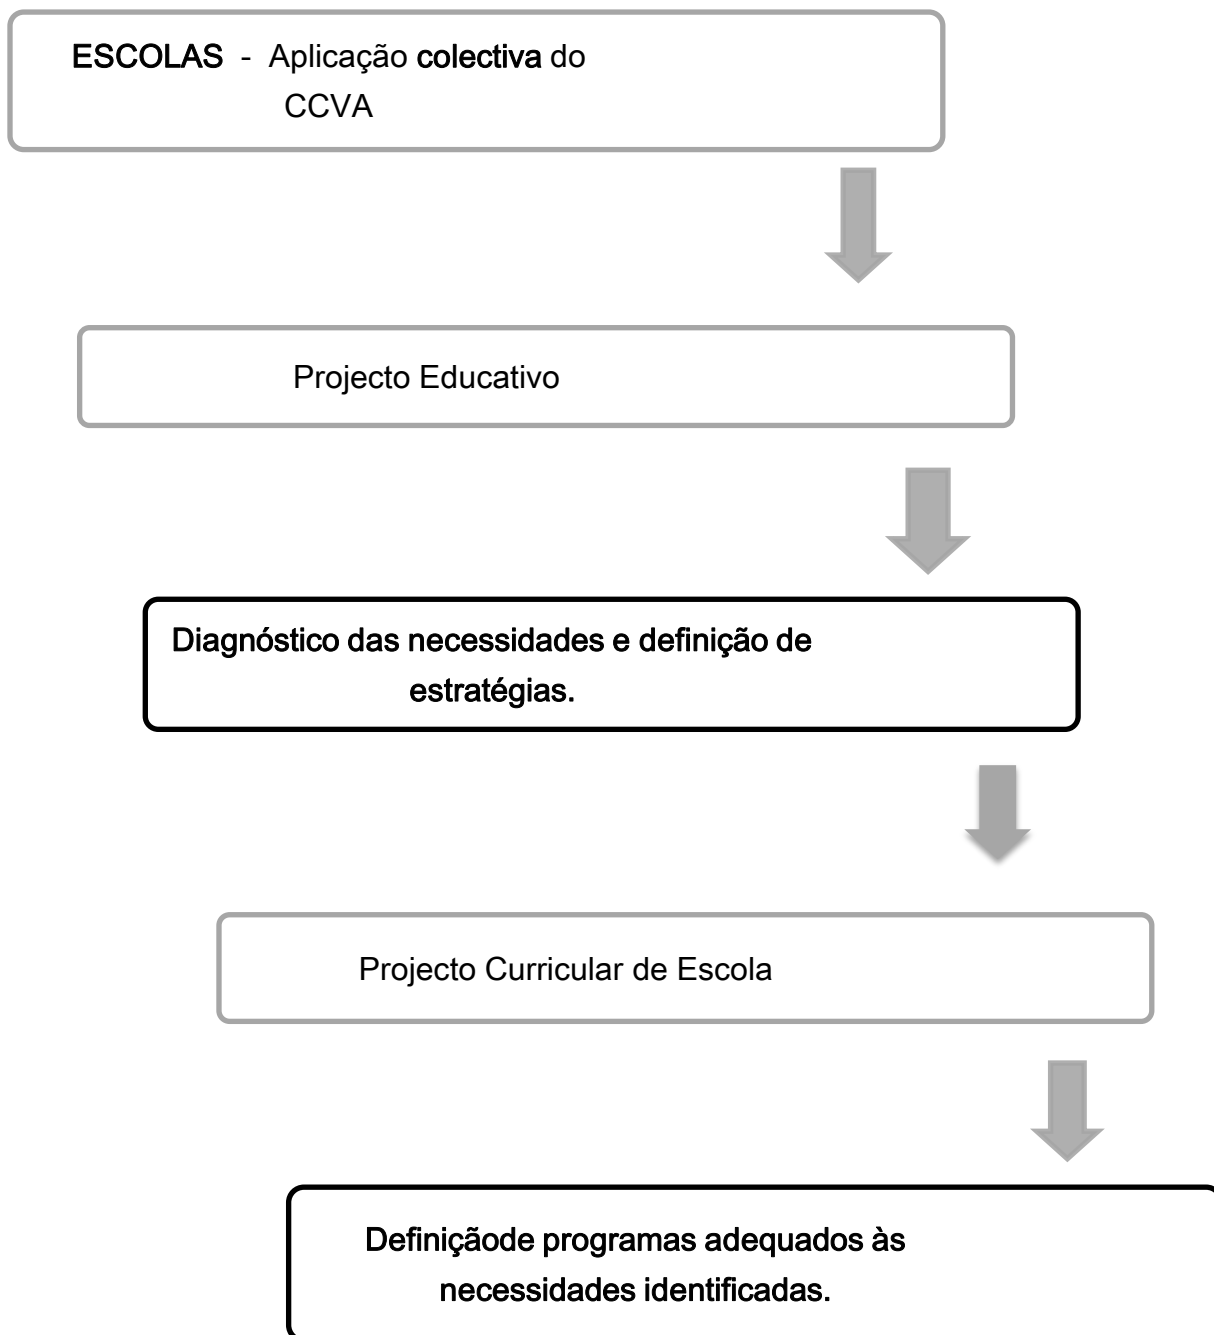 ESCOLAS - Aplicação colectiva do
CCVA
Projecto Educativo
Diagnóstico das necessidades e definição de
estratégias.
Projecto Curricular de Escola
Definiçãode programas adequados às
necessidades identificadas.